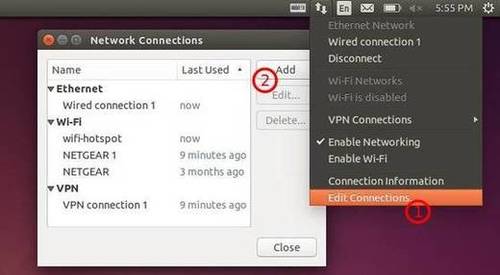 En
5:55 PM
Ethernet Network
Wired connection 1
Disconnect
Wi-Fi Networks
Wi-Fi is disabled
VPN Connections
Enable Networking
Enable Wi-Fi
Connection Information
Edit Connections...
1
Network Connections
Name Last Used
Ethernet
Wired connection 1 now
Wi-Fi
wifi-hotspot now
NETGEAR 1 9 minutes ago
NETGEAR 3 months ago
VPN
VPN connection 1 9 minutes ago
Add
2
Edit...
Delete...
Close